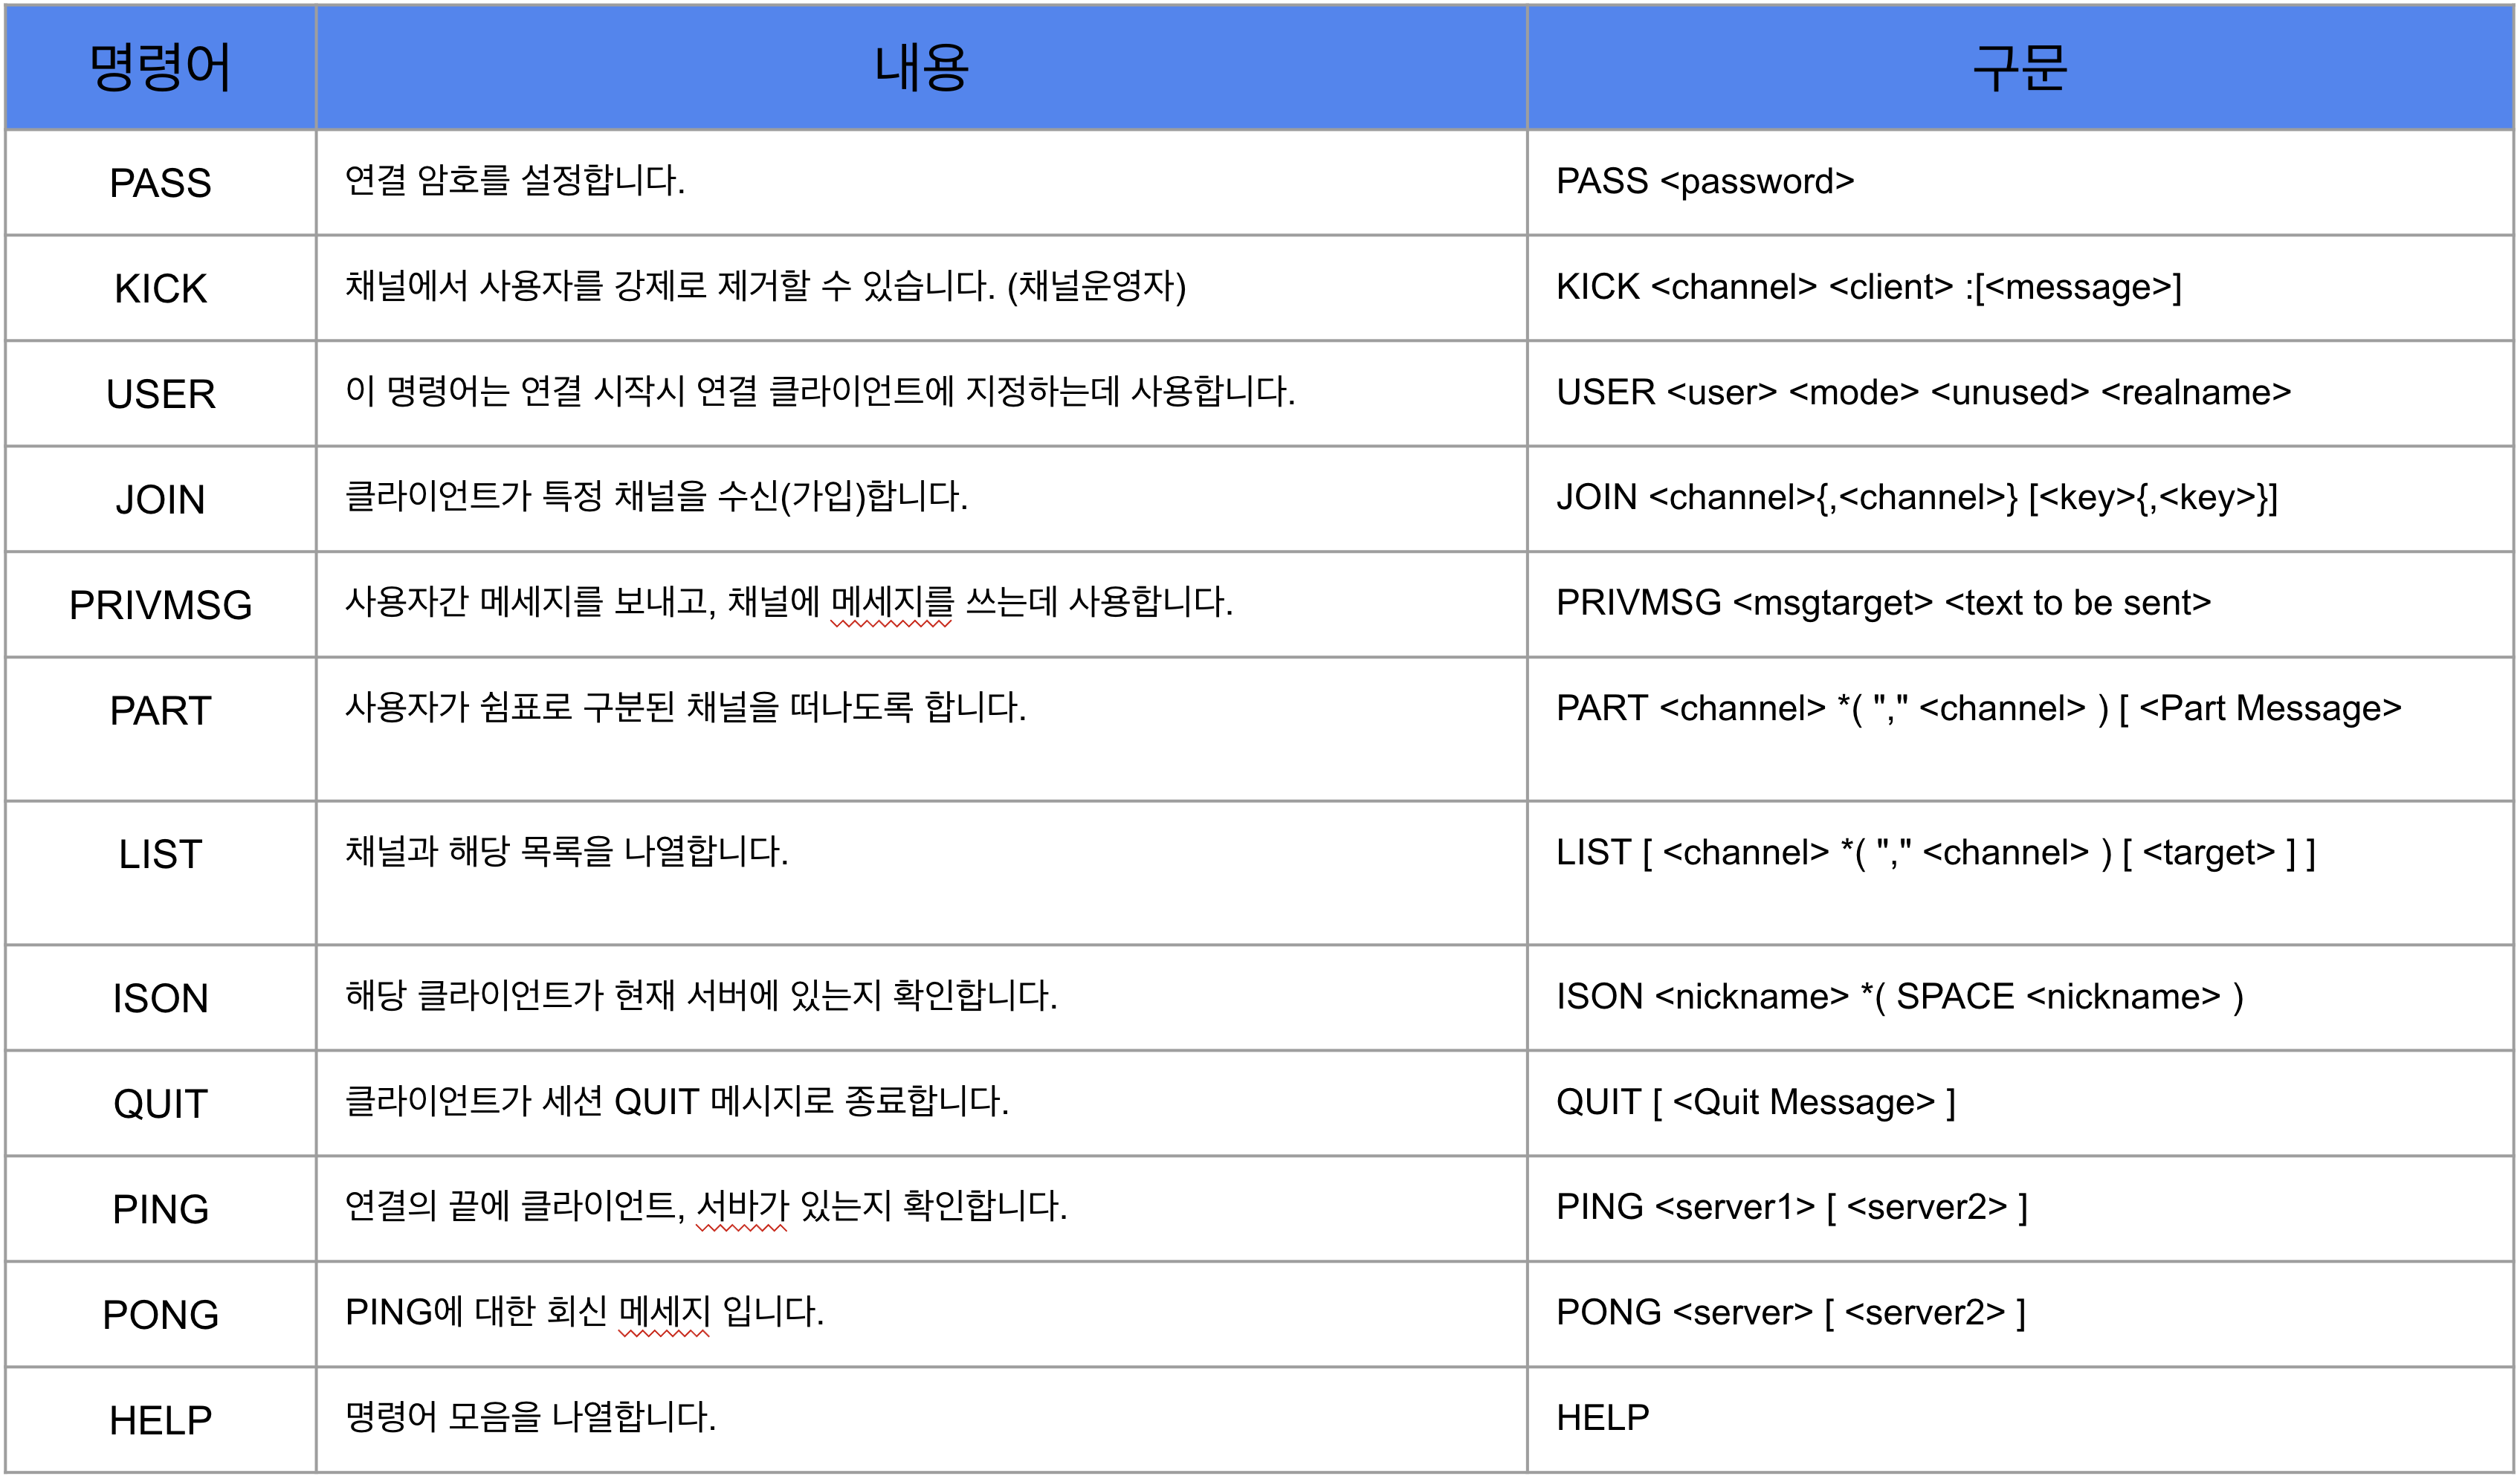 명령어 내용 구문
PASS 연결 암호를 설정합니다. PASS <password>
KICK 채널에서 사용자를 강제로 제거할 수 있습니다. (채널운영자) KICK <channel> <client> :[<message>]
USER 이 명령어는 연결 시작시 연결 클라이언트에 지정하는데 사용합니다. USER <user> <mode> <unused> <realname>
JOIN 클라이언트가 특정 채널을 수신(가입)합니다. JOIN <channel>{,<channel>} [<key>{,<key>}]
PRIVMSG 사용자간 메세지를 보내고, 채널에 메세지를 쓰는데 사용합니다. PRIVMSG <msgtarget> <text to be sent>
PART 사용자가 쉼표로 구분된 채널을 떠나도록 합니다. PART <channel> *( "," <channel> ) [ <Part Message>
LIST 채널과 해당 목록을 나열합니다. LIST [ <channel> *( "," <channel> ) [ <target> ] ]
ISON 해당 클라이언트가 현재 서버에 있는지 확인합니다. ISON <nickname> *( SPACE <nickname> )
QUIT 클라이언트가 세션 QUIT 메시지로 종료합니다. QUIT [ <Quit Message> ]
PING 연결의 끝에 클라이언트, 서바가 있는지 확인합니다. PING <server1> [ <server2> ]
PONG PING에 대한 회신 메세지 입니다. PONG <server> [ <server2> ]
HELP 명령어 모음을 나열합니다. HELP